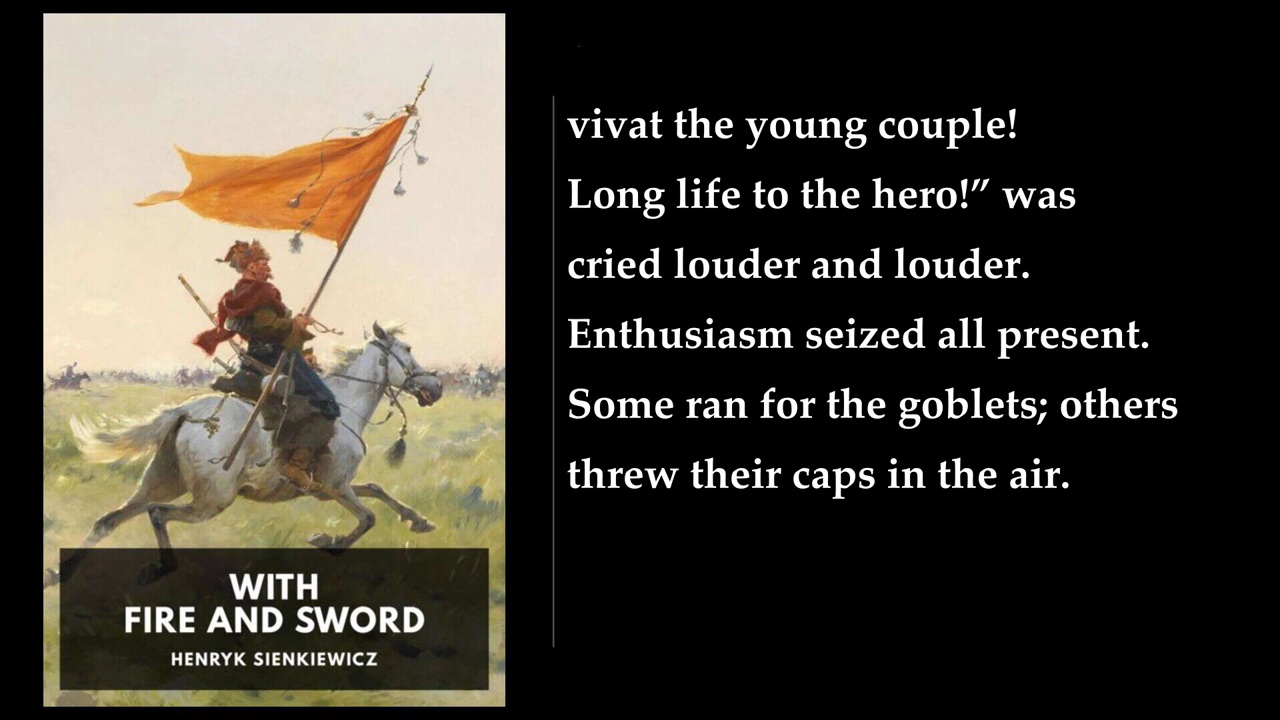 WITH
FIRE AND SWORD
HENRYK SIENKIEWICZ
vivat the young couple!
Long life to the hero!” was
cried louder and louder.
Enthusiasm seized all present.
Some ran for the goblets; others
threw their caps in the air.